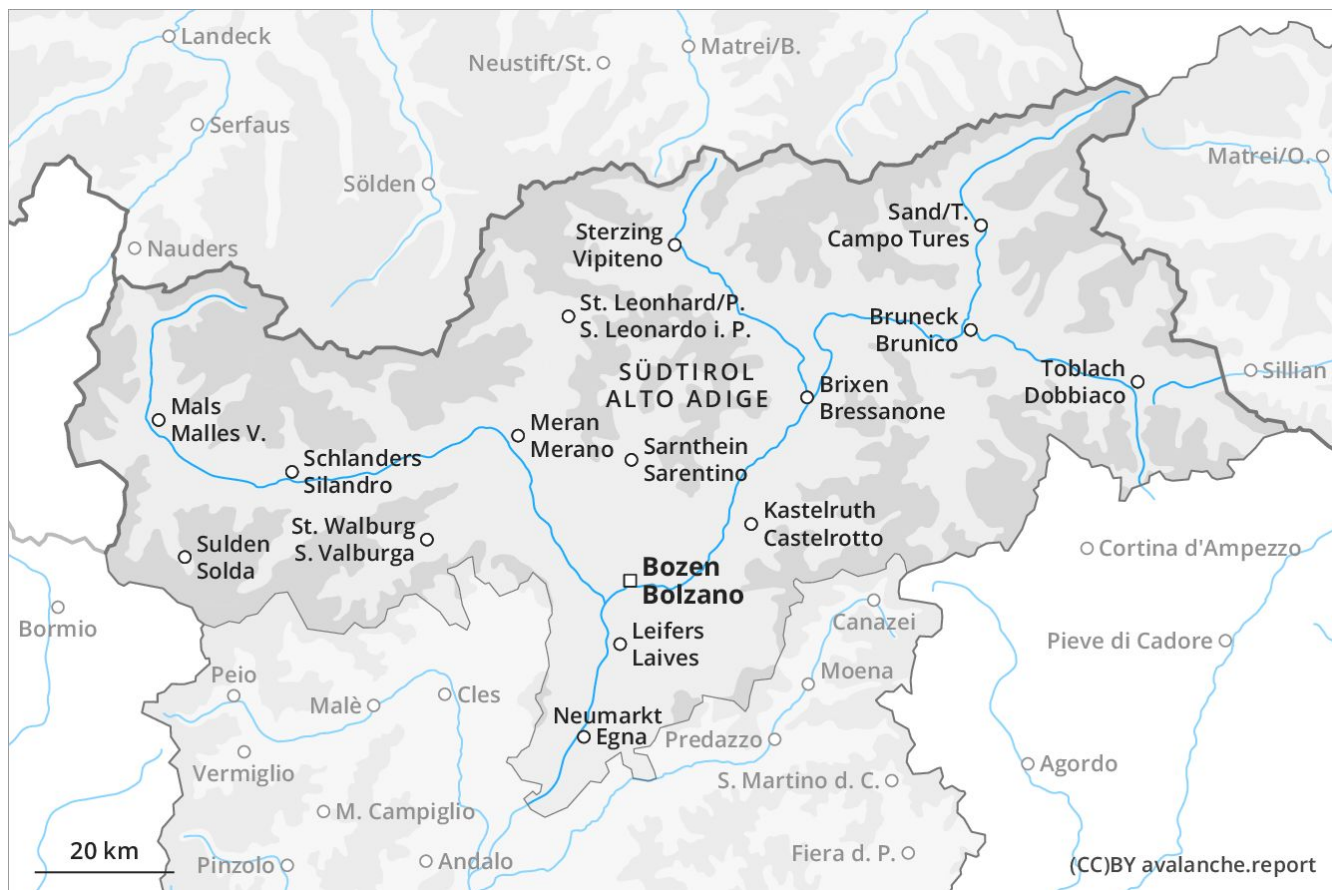 Landeck
Matrei/B.
Neustift/St.
Serfaus
Matrei/O.
Sölden
Sand/T.
Campo Tures
Sterzing
Vipiteno
Nauders
St. Leonhard/P.
S. Leonardo i. P.
Bruneck
Brunico
SÜDTIROL
ALTO ADIGE
Toblach
Dobbiaco
Sillian
Brixen
Bressanone
Mals
Malles V.
Meran
Merano
Schlanders
Silandro
Sarnthein
Sarentino
Kastelruth
Castelrotto
St. Walburg
S. Valburga
Sulden
Solda
Cortina d'Ampezzo
Bozen
Bolzano
Bormio
Canazei
Leifers
Laives
Pieve di Cadore
Peio
Moena
Malè
Cles
Neumarkt
Egna
Predazzo
Vermiglio
Agordo
S. Martino d. C.
M. Campiglio
20 km
Pinzolo
Andalo
Fiera d. P.
(CC)BY avalanche.report